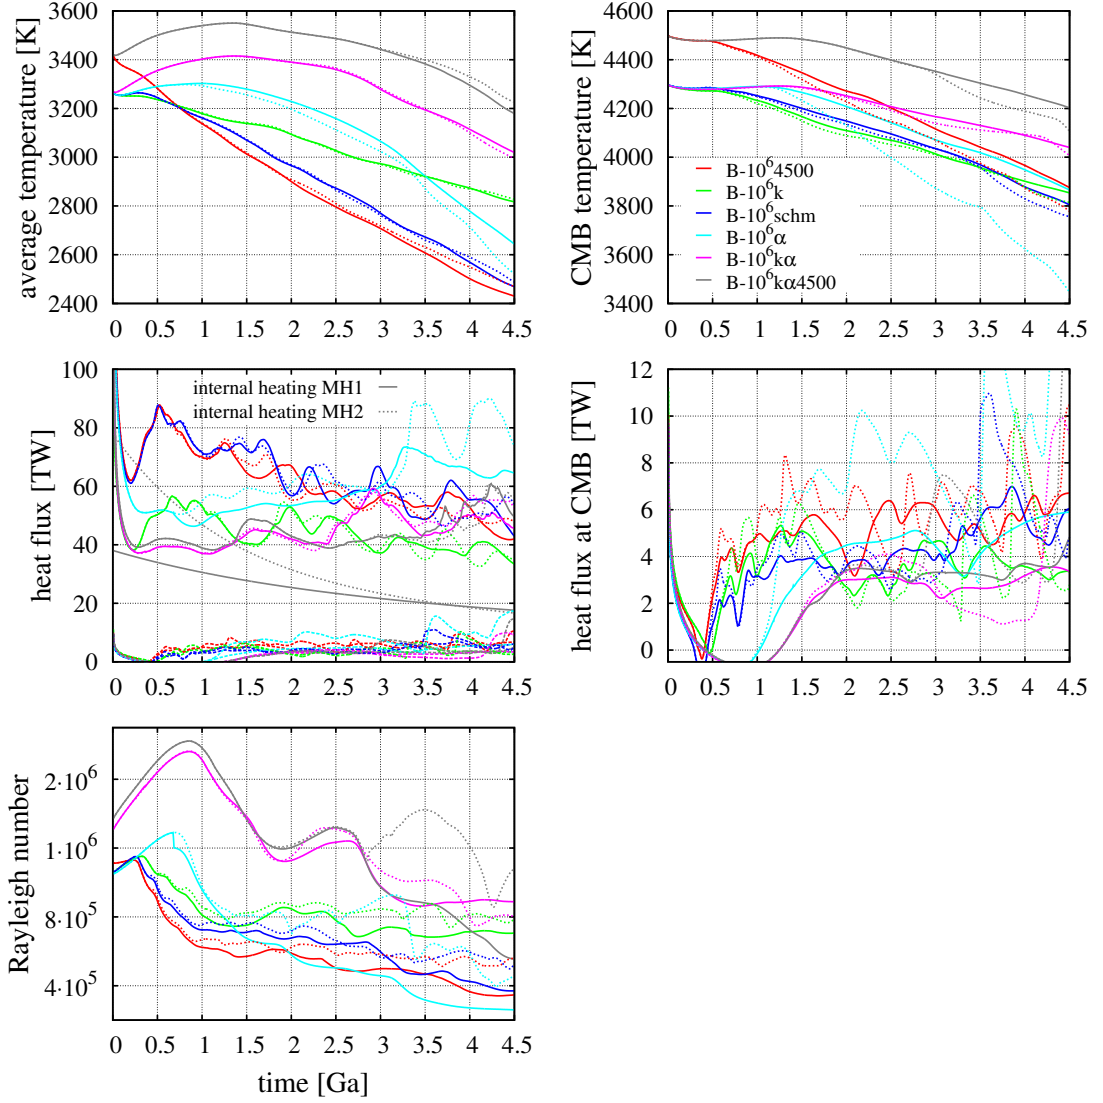 average temperature [K]
3600
3400
3200
3000
2800
2600
2400
0 0.5 1 1.5 2 2.5 3 3.5 4 4.5
CMB temperature [K]
4600
4400
4200
4000
3800
3600
3400
B-10⁶4500
B-10⁶k
B-10⁶schm
B-10⁶α
B-10⁶kα
B-10⁶kα4500
0 0.5 1 1.5 2 2.5 3 3.5 4 4.5
heat flux [TW]
100
80
60
40
20
0
internal heating MH1
internal heating MH2
0 0.5 1 1.5 2 2.5 3 3.5 4 4.5
heat flux at CMB [TW]
12
10
8
6
4
2
0
0 0.5 1 1.5 2 2.5 3 3.5 4 4.5
Rayleigh number
2·10⁶
1·10⁶
8·10⁵
4·10⁵
0 0.5 1 1.5 2 2.5 3 3.5 4 4.5
time [Ga]